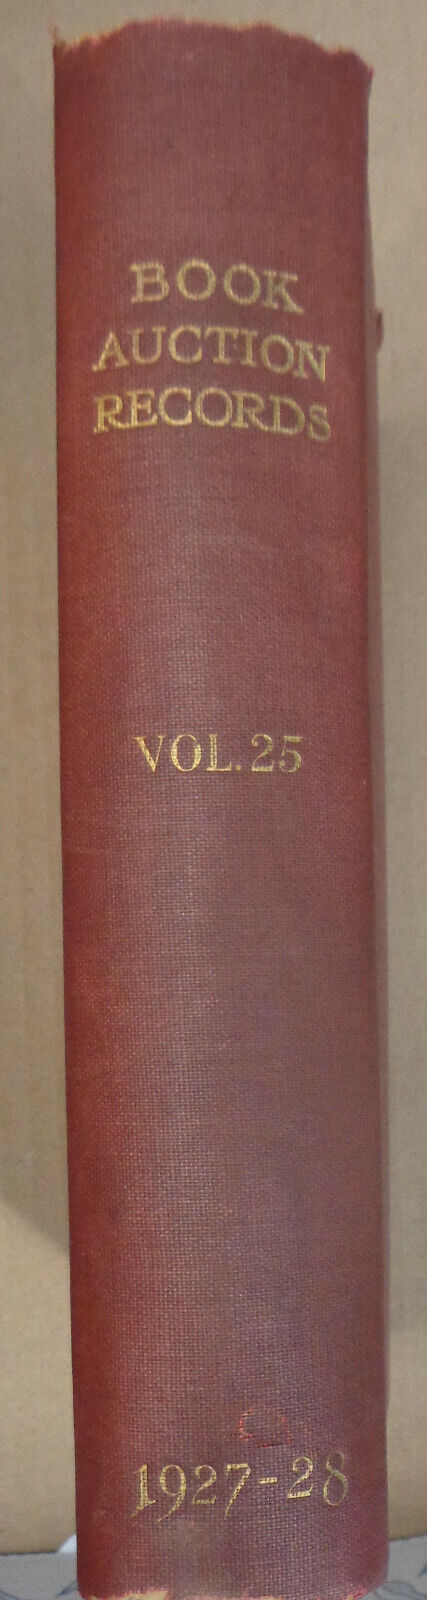 BOOK
AUCTION
RECORDS
VOL.25
1927-28